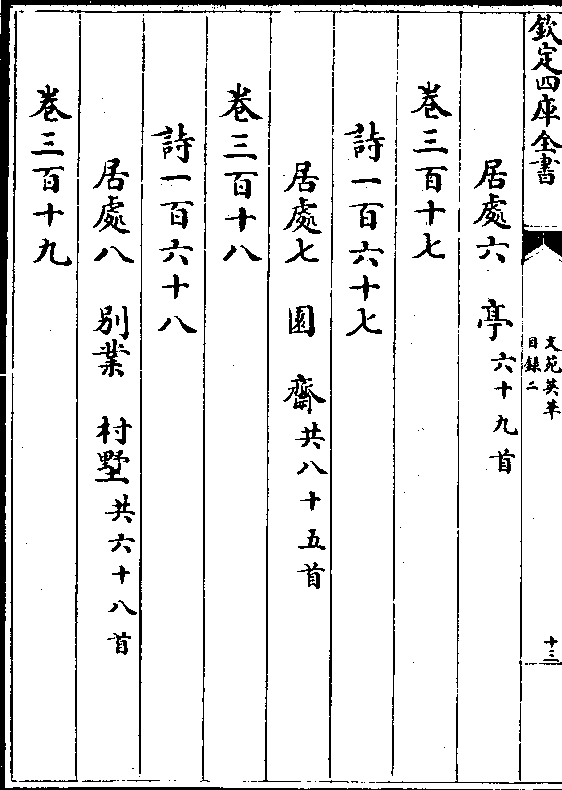 欽定四庫全書
文苑英華
目録二
十三
居處六 亭六十九首
卷三百十七
詩一百六十七
居處七 園 齋共八十五首
卷三百十八
詩一百六十八
居處八 别業 村墅共六十八首
卷三百十九